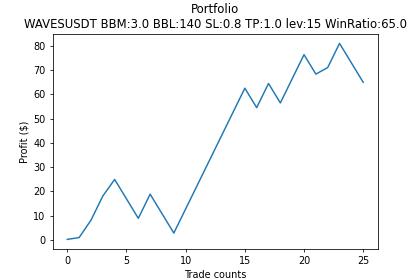 Portfolio
WAVESUSDT BBM:3.0 BBL:140 SL:0.8 TP:1.0 lev:15 WinRatio:65.0
80
70
60
50
40
30
20
10
0
Profit ($)
0 5 10 15 20 25
Trade counts